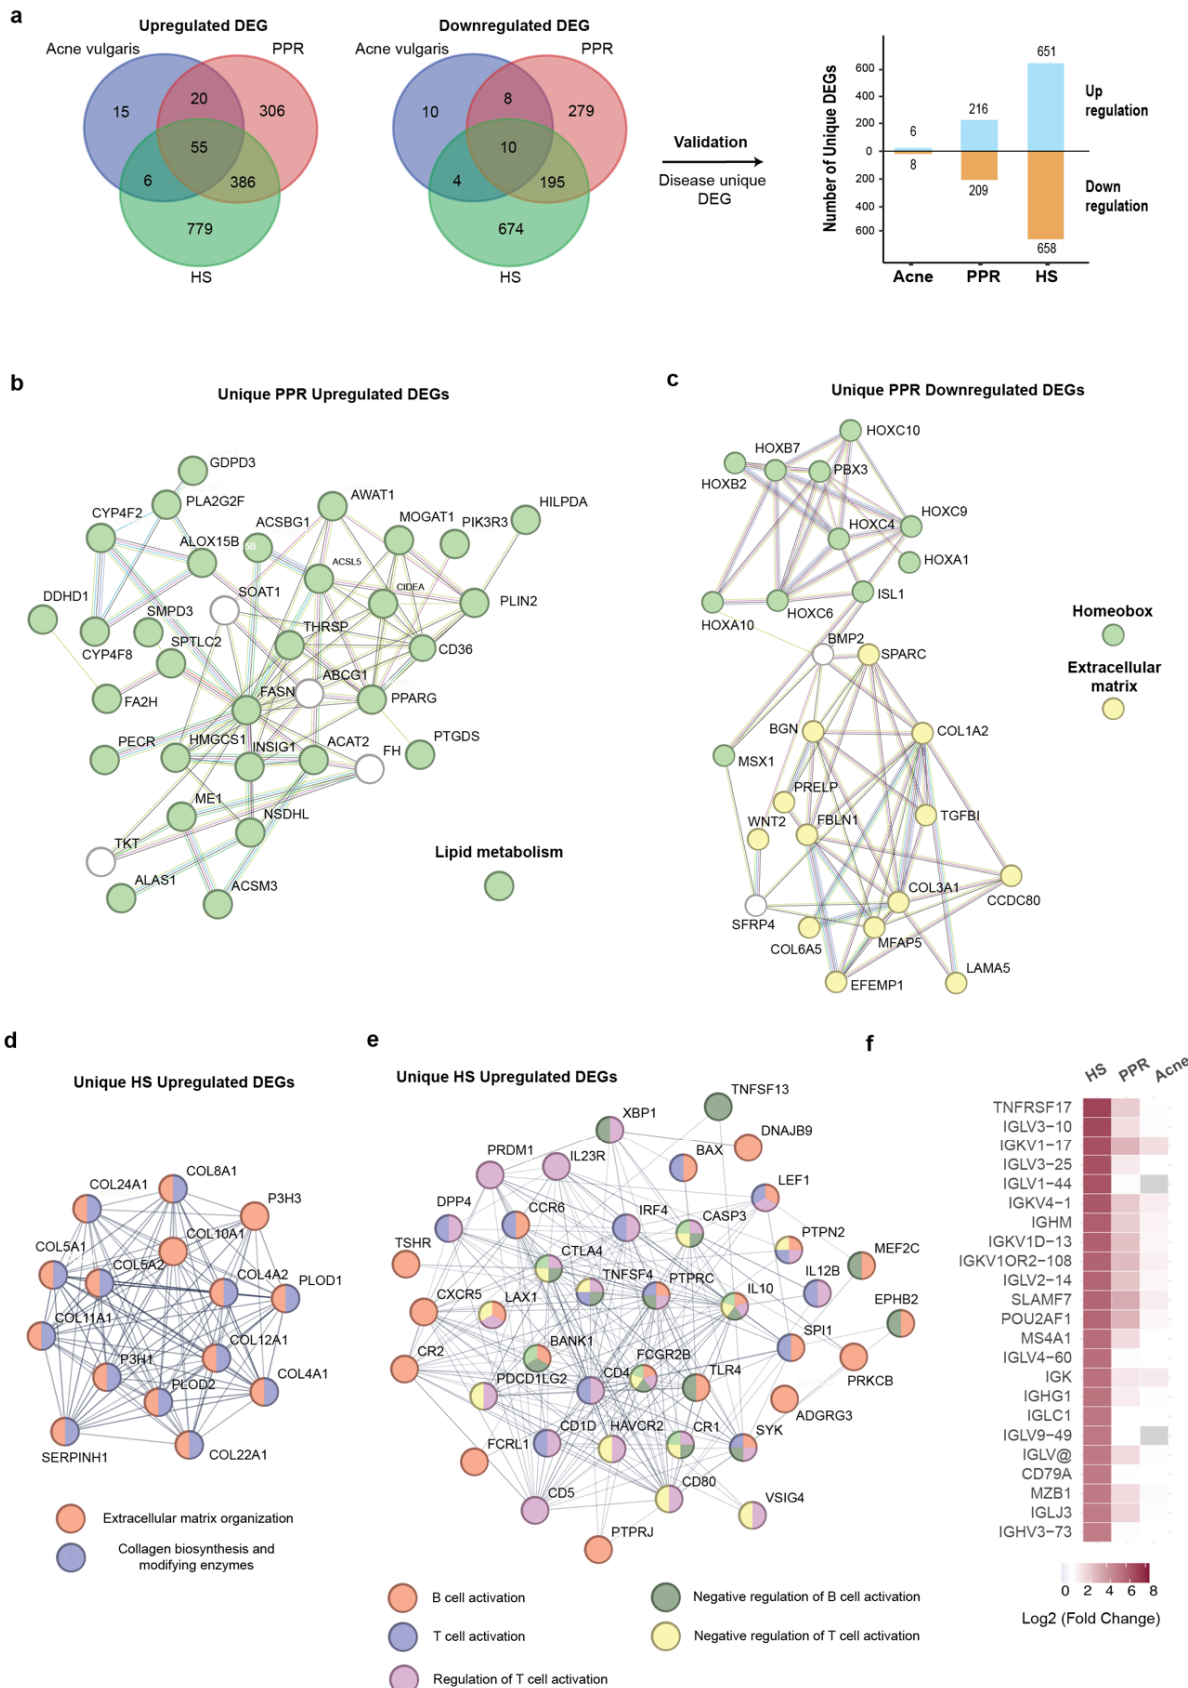 a
Upregulated DEG
Acne vulgaris
PPR
15
20
306
55
6
386
779
HS
Downregulated DEG
Acne vulgaris
PPR
10
8
279
10
4
195
674
HS
Validation
Disease unique
DEG
Number of Unique DEGs
600
400
200
0
200
400
600
6
8
216
209
651
658
Up
regulation
Down
regulation
Acne
PPR
HS
b
Unique PPR Upregulated DEGs
GDPD3
PLA2G2F
CYP4F2
ACSBG1
AWAT1
MOGAT1
PIK3R3
HILPDA
ALOX15B
ACSL5
CIDEA
DDHD1
SMPD3
SOAT1
PLIN2
CYP4F8
SPTLC2
THRSP
CD36
FA2H
FASN
ABCG1
PPARG
PECR
HMGCS1
INSIG1
ACAT2
FH
PTGDS
ME1
NSDHL
TKT
ALAS1
ACSM3
Lipid metabolism
c
Unique PPR Downregulated DEGs
HOXC10
HOXB7
HOXB2
PBX3
HOXC9
HOXC4
HOXA1
HOXA10
HOXC6
ISL1
BMP2
SPARC
BGN
COL1A2
MSX1
PRELP
WNT2
FBLN1
TGFBI
COL3A1
CCDC80
SFRP4
COL6A5
MFAP5
LAMA5
EFEMP1
Homeobox
Extracellular
matrix
d
Unique HS Upregulated DEGs
COL8A1
COL24A1
P3H3
COL10A1
COL5A1
COL5A2
COL4A2
PLOD1
COL11A1
COL12A1
P3H1
PLOD2
COL4A1
SERPINH1
COL22A1
Extracellular matrix organization
Collagen biosynthesis and
modifying enzymes
e
Unique HS Upregulated DEGs
TNFSF13
XBP1
DNAJB9
PRDM1
IL23R
BAX
LEF1
DPP4
CCR6
IRF4
CASP3
PTPN2
TSHR
CTLA4
MEF2C
TNFSF4
PTPRC
IL10
IL12B
CXCR5
LAX1
EPHB2
SPI1
CR2
BANK1
FCGR2B
CD4
TLR4
PRKCB
PDCD1LG2
ADGRG3
CD1D
HAVCR2
CR1
SYK
FCRL1
CD80
VSIG4
CD5
PTPRJ
B cell activation
T cell activation
Regulation of T cell activation
Negative regulation of B cell activation
Negative regulation of T cell activation
f
HS
PPR
Acne
TNFRSF17
IGLV3−10
IGKV1−17
IGLV3−25
IGLV1−44
IGKV4−1
IGHM
IGKV1D−13
IGKV1OR2−108
IGLV2−14
SLAMF7
POU2AF1
MS4A1
IGLV4−60
IGK
IGHG1
IGLC1
IGLV9−49
IGLV@
CD79A
MZB1
IGLJ3
IGHV3−73
0 2 4 6 8
Log2 (Fold Change)